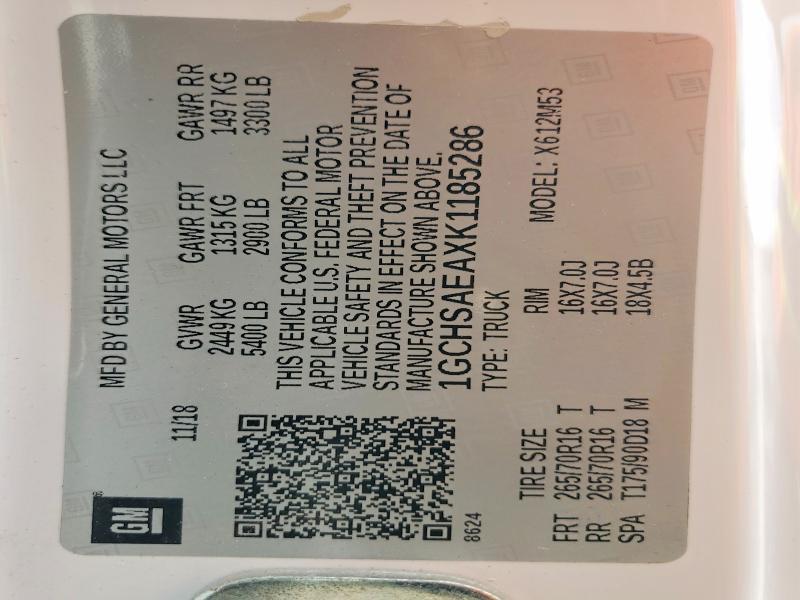 GM
MFD BY GENERAL MOTORS LLC
11/18
GVWR GAWR FRT GAWR RR
2449 KG 1315 KG 1497 KG
5400 LB 2900 LB 3300 LB
THIS VEHICLE CONFORMS TO ALL
APPLICABLE U.S. FEDERAL MOTOR
VEHICLE SAFETY AND THEFT PREVENTION
STANDARDS IN EFFECT ON THE DATE OF
MANUFACTURE SHOWN ABOVE.
1GCHSAEAXK1185286
8624
TYPE: TRUCK
MODEL: X612M53
TIRE SIZE RIM
FRT 265/70R16 T 16X7.0J
RR 265/70R16 T 16X7.0J
SPA T175/90D18 M 18X4.5B